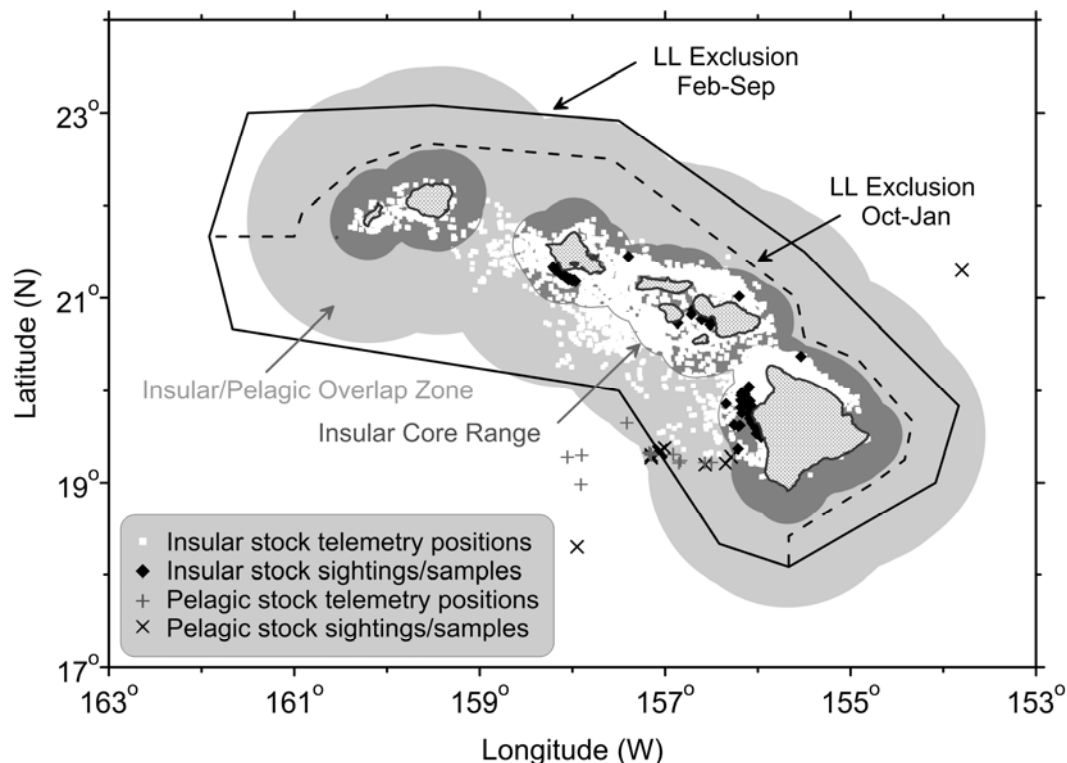 LL Exclusion
Feb-Sep
LL Exclusion
Oct-Jan
23°
21°
19°
17°
Latitude (N)
Insular/Pelagic Overlap Zone
Insular Core Range
Insular stock telemetry positions
Insular stock sightings/samples
Pelagic stock telemetry positions
Pelagic stock sightings/samples
163° 161° 159° 157° 155° 153°
Longitude (W)